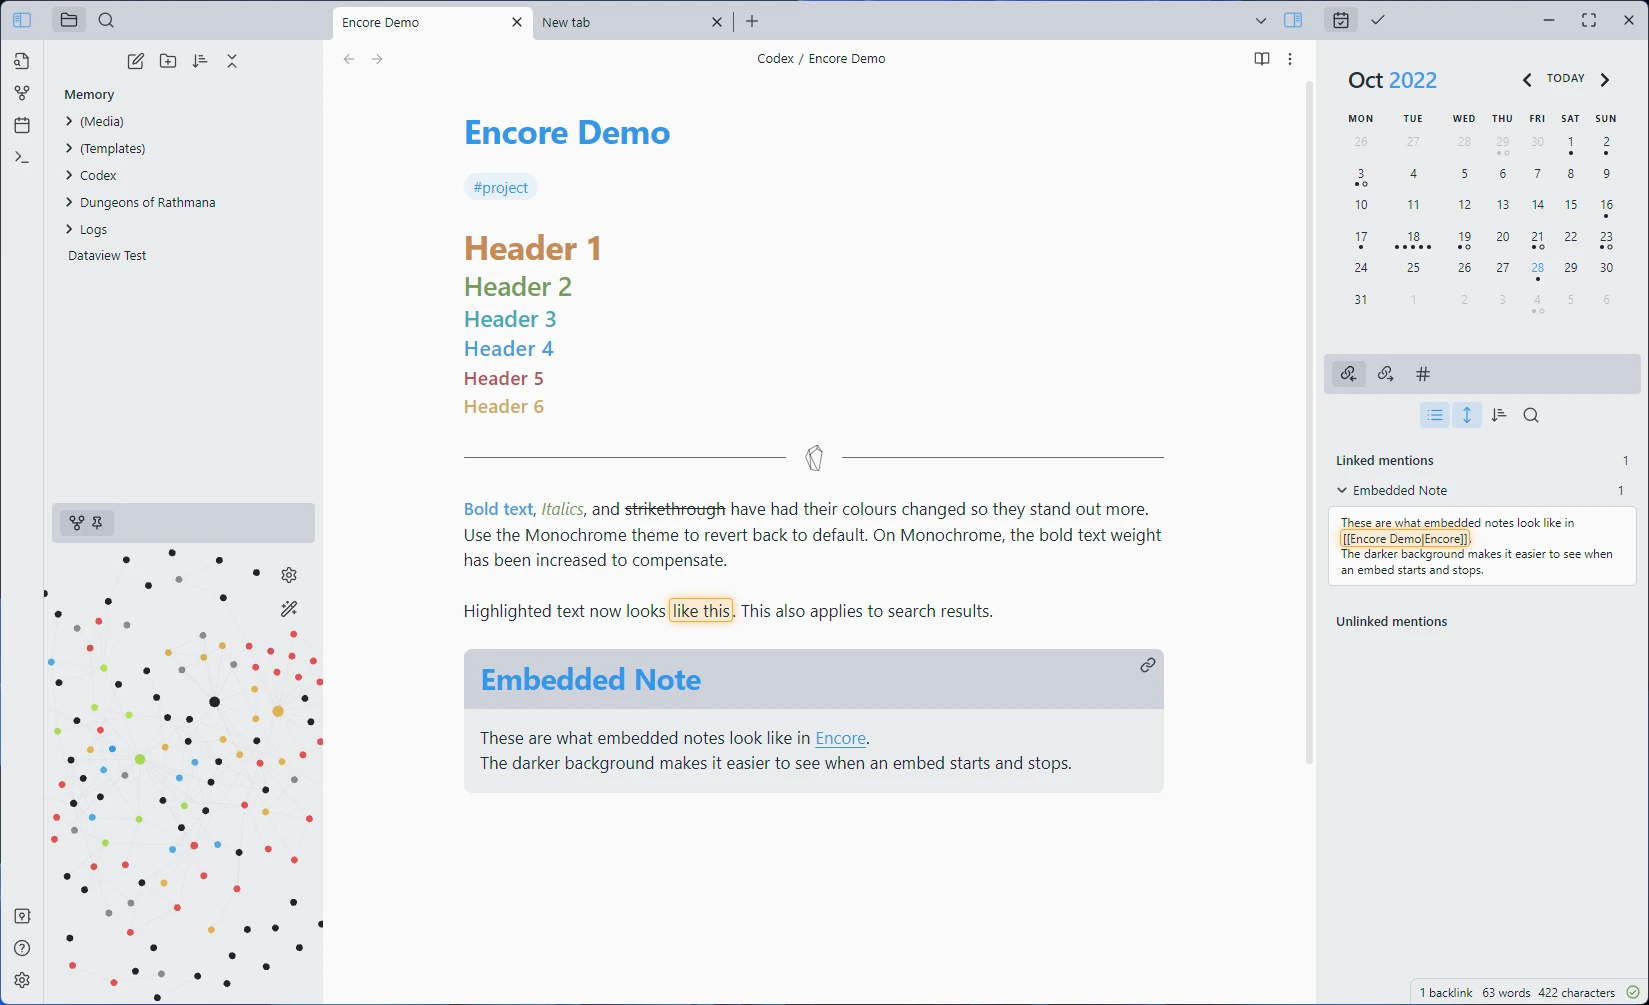 Encore Demo
New tab
Codex / Encore Demo
Memory
(Media)
(Templates)
Codex
Dungeons of Rathmana
Logs
Dataview Test
Encore Demo
#project
Header 1
Header 2
Header 3
Header 4
Header 5
Header 6
Bold text, Italics, and strikethrough have had their colours changed so they stand out more.
Use the Monochrome theme to revert back to default. On Monochrome, the bold text weight
has been increased to compensate.
Highlighted text now looks like this. This also applies to search results.
Embedded Note
These are what embedded notes look like in Encore.
The darker background makes it easier to see when an embed starts and stops.
Oct 2022
TODAY
MON TUE WED THU FRI SAT SUN
26 27 28 29 30 1 2
3 4 5 6 7 8 9
10 11 12 13 14 15 16
17 18 19 20 21 22 23
24 25 26 27 28 29 30
31 1 2 3 4 5 6
Linked mentions 1
Embedded Note 1
These are what embedded notes look like in
[[Encore Demo|Encore]].
The darker background makes it easier to see when
an embed starts and stops.
Unlinked mentions
1 backlink 63 words 422 characters